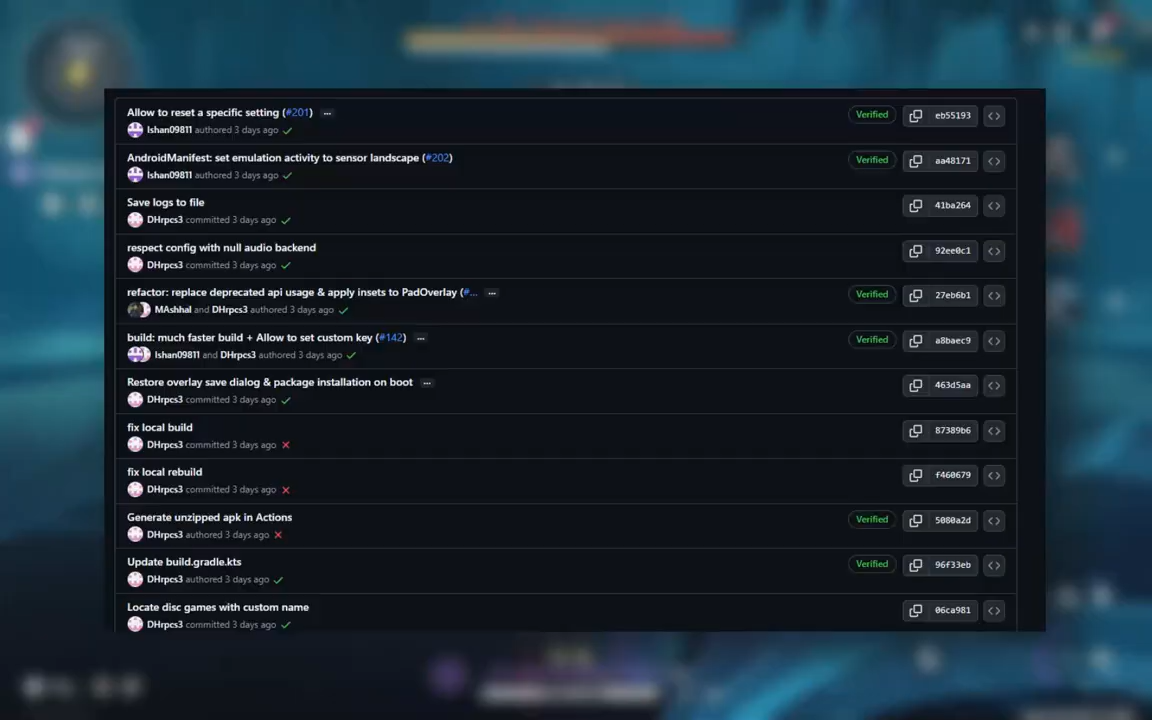 Allow to reset a specific setting (#201) ...
Verified eb55193
Ishan09811 authored 3 days ago
AndroidManifest: set emulation activity to sensor landscape (#202)
Verified aa48171
Ishan09811 authored 3 days ago
Save logs to file
41ba264
DHrpcs3 committed 3 days ago
respect config with null audio backend
92ee0c1
DHrpcs3 committed 3 days ago
refactor: replace deprecated api usage & apply insets to PadOverlay (#... ...
Verified 27eb6b1
MAshhal and DHrpcs3 authored 3 days ago
build: much faster build + Allow to set custom key (#142) ...
Verified a8baec9
Ishan09811 and DHrpcs3 authored 3 days ago
Restore overlay save dialog & package installation on boot ...
463d5aa
DHrpcs3 committed 3 days ago
fix local build
87389b6
DHrpcs3 committed 3 days ago
fix local rebuild
f460679
DHrpcs3 committed 3 days ago
Generate unzipped apk in Actions
Verified 5080a2d
DHrpcs3 authored 3 days ago
Update build.gradle.kts
Verified 96f33eb
DHrpcs3 authored 3 days ago
Locate disc games with custom name
06ca981
DHrpcs3 committed 3 days ago